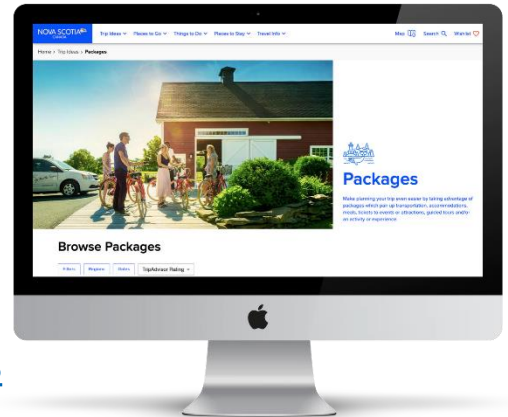 NOVA SCOTIA
CANADA
Trip Ideas Places to Go Things to Do Places to Stay Travel Info Map Search Wish list
Home › Trip Ideas › Packages
Packages
Make planning your trip even easier by taking advantage of
packages which pair up transportation, accommodations,
meals, tickets to events or attractions, guided tours and/or
an activity or experience
Browse Packages
Filters Regions Dates TripAdvisor Rating